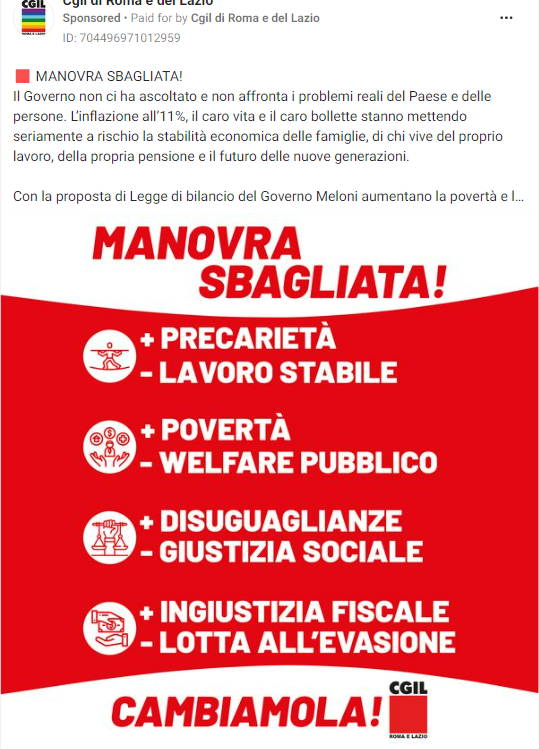 CGIL
ROMA E LAZIO
Cgil di Roma e del Lazio
Sponsored • Paid for by Cgil di Roma e del Lazio
ID: 704496971012959
MANOVRA SBAGLIATA!
Il Governo non ci ha ascoltato e non affronta i problemi reali del Paese e delle
persone. L'inflazione all'11%, il caro vita e il caro bollette stanno mettendo
seriamente a rischio la stabilità economica delle famiglie, di chi vive del proprio
lavoro, della propria pensione e il futuro delle nuove generazioni.
Con la proposta di Legge di bilancio del Governo Meloni aumentano la povertà e l...
MANOVRA
SBAGLIATA!
+ PRECARIETÀ
- LAVORO STABILE
+ POVERTÀ
- WELFARE PUBBLICO
+ DISUGUAGLIANZE
- GIUSTIZIA SOCIALE
+ INGIUSTIZIA FISCALE
- LOTTA ALL'EVASIONE
CAMBIAMOLA!
CGIL
ROMA E LAZIO